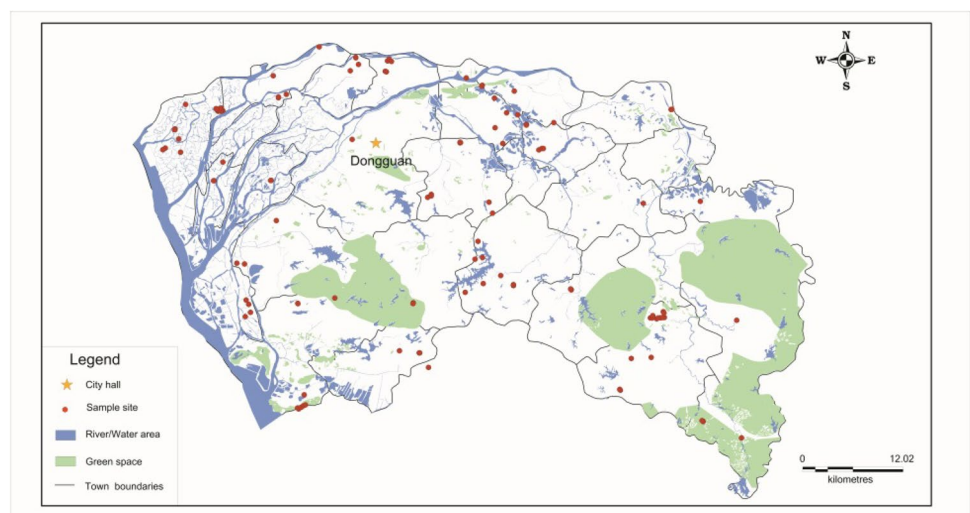 N
W E
S
Dongguan
Legend
City hall
Sample site
River/Water area
Green space
Town boundaries
0 12.02
kilometres